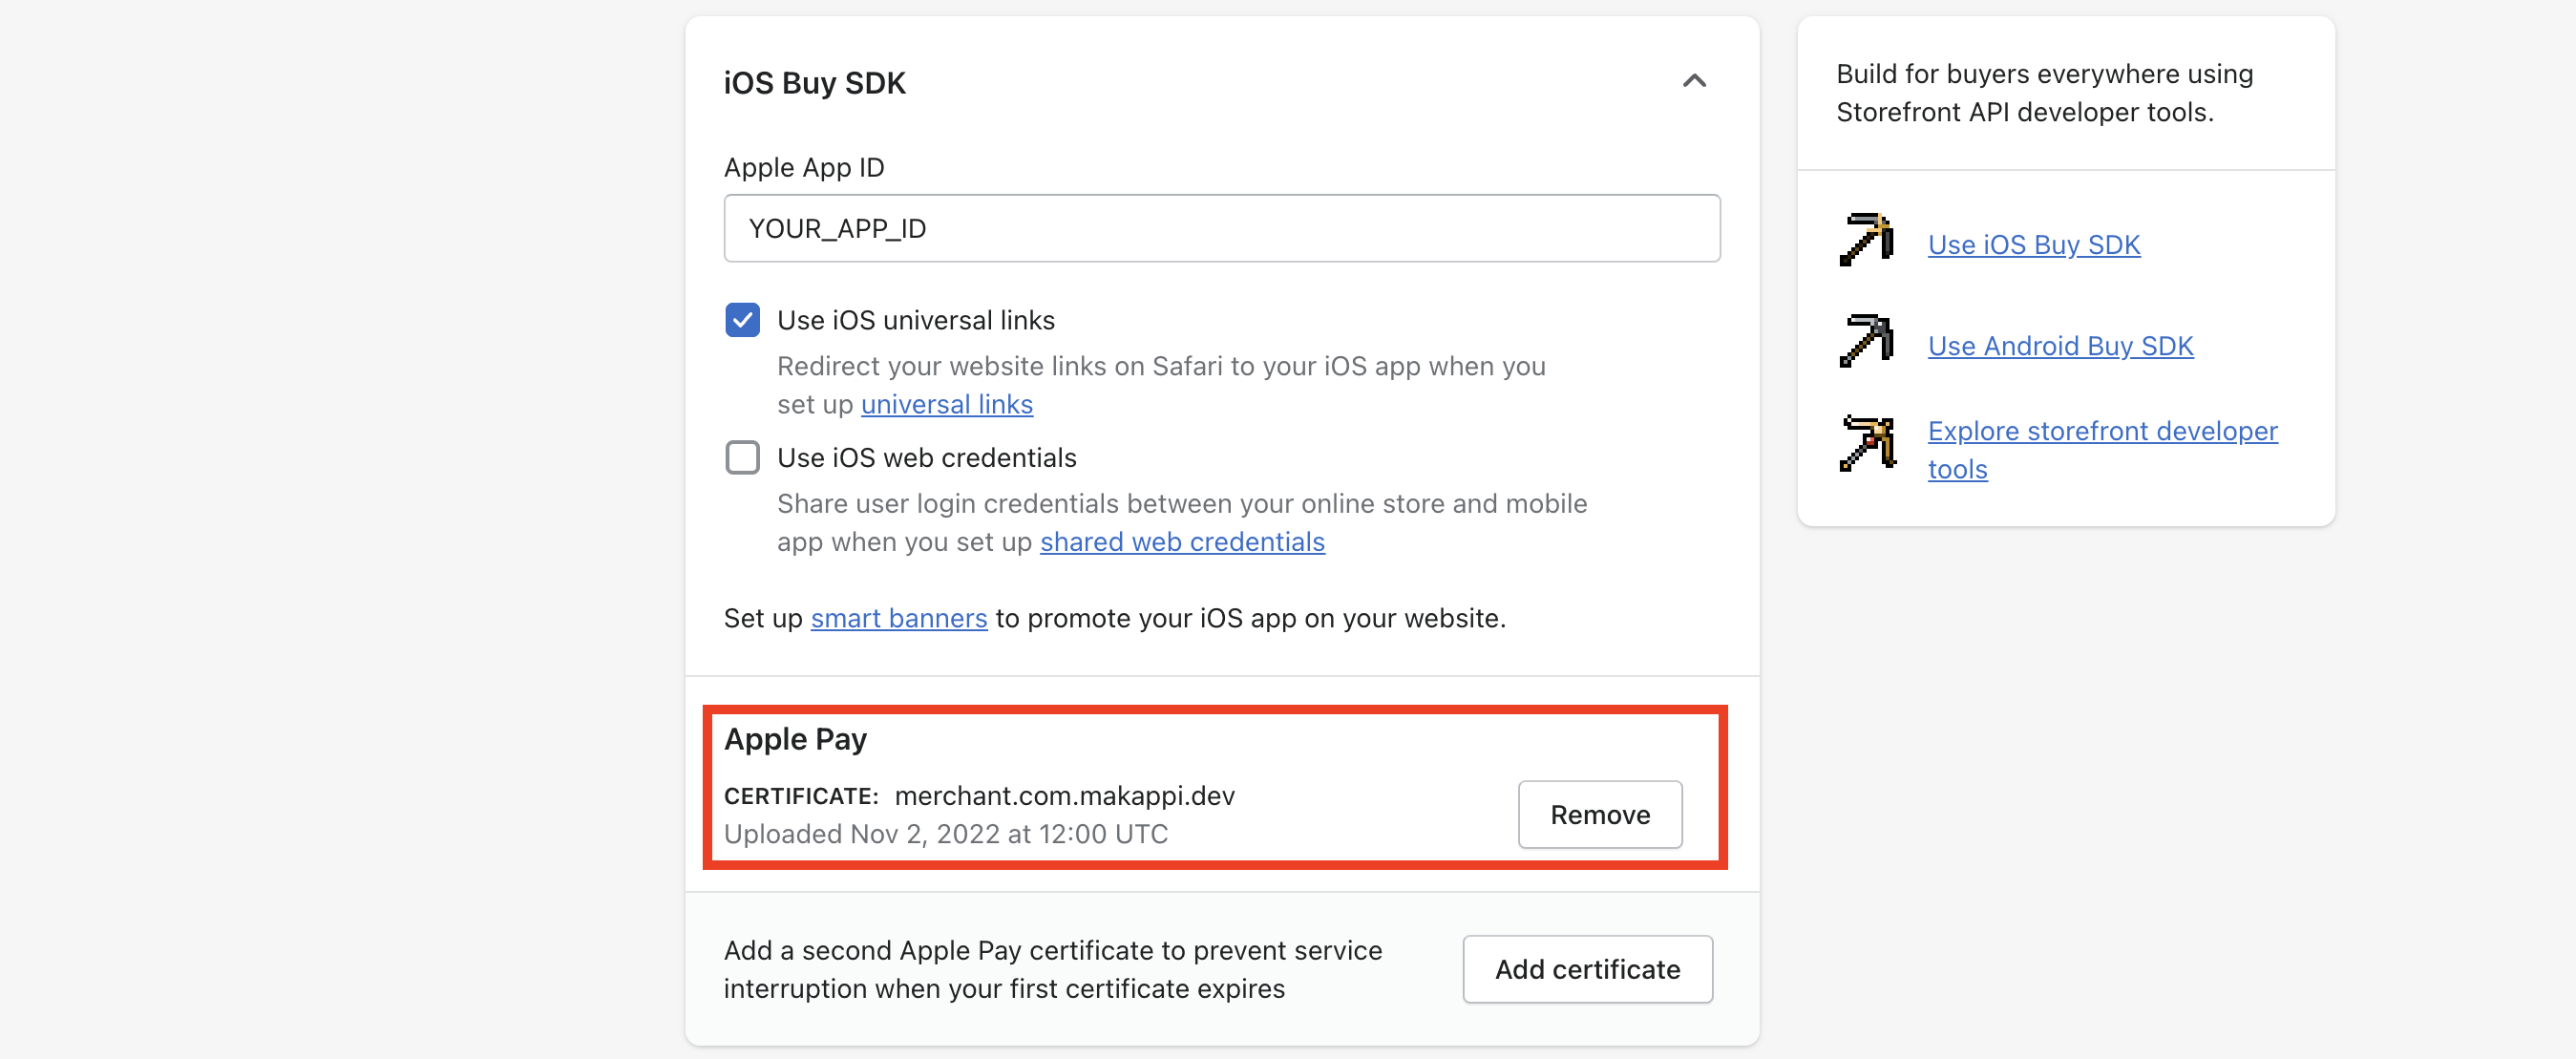 iOS Buy SDK
Apple App ID
YOUR_APP_ID
Use iOS universal links
Redirect your website links on Safari to your iOS app when you
set up universal links
Use iOS web credentials
Share user login credentials between your online store and mobile
app when you set up shared web credentials
Set up smart banners to promote your iOS app on your website.
Apple Pay
CERTIFICATE: merchant.com.makappi.dev
Uploaded Nov 2, 2022 at 12:00 UTC
Remove
Add a second Apple Pay certificate to prevent service
interruption when your first certificate expires
Add certificate
Build for buyers everywhere using
Storefront API developer tools.
Use iOS Buy SDK
Use Android Buy SDK
Explore storefront developer
tools